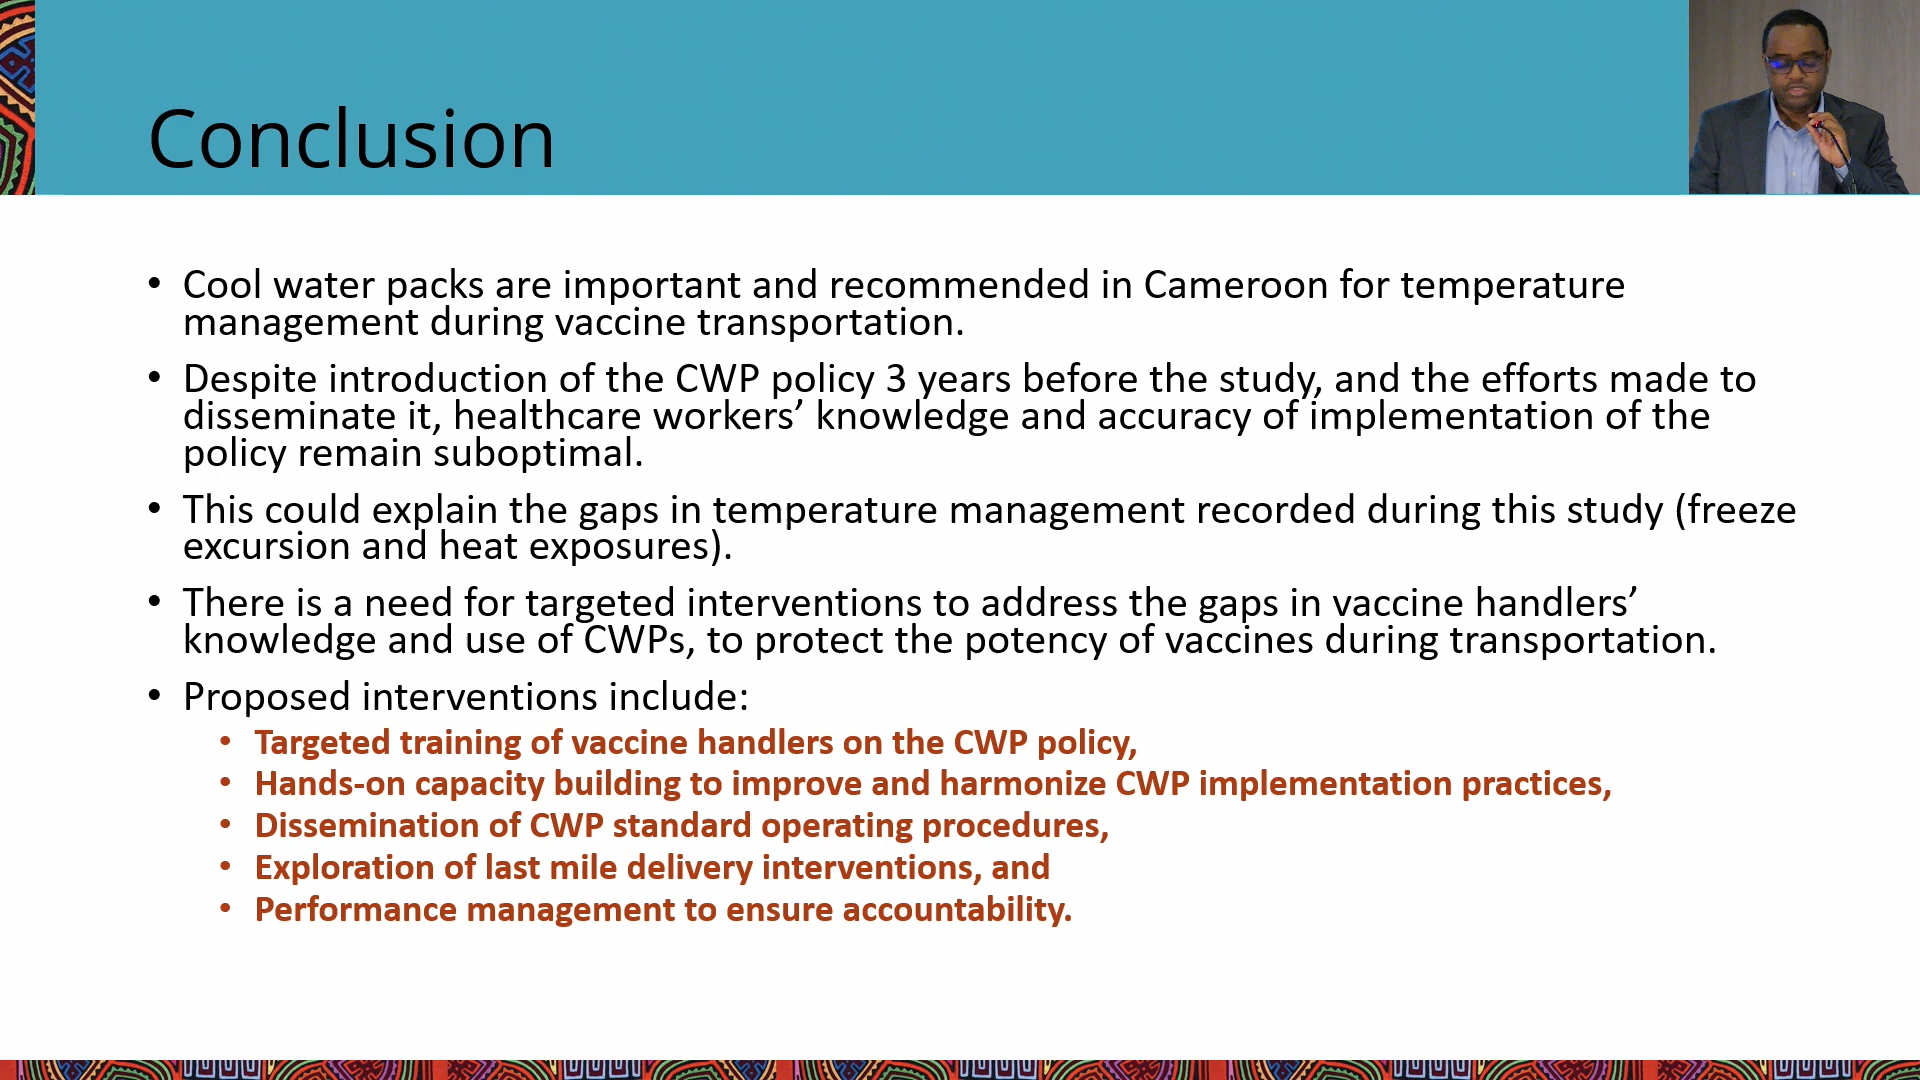 Conclusion
• Cool water packs are important and recommended in Cameroon for temperature
management during vaccine transportation.
• Despite introduction of the CWP policy 3 years before the study, and the efforts made to
disseminate it, healthcare workers’ knowledge and accuracy of implementation of the
policy remain suboptimal.
• This could explain the gaps in temperature management recorded during this study (freeze
excursion and heat exposures).
• There is a need for targeted interventions to address the gaps in vaccine handlers’
knowledge and use of CWPs, to protect the potency of vaccines during transportation.
• Proposed interventions include:
• Targeted training of vaccine handlers on the CWP policy,
• Hands-on capacity building to improve and harmonize CWP implementation practices,
• Dissemination of CWP standard operating procedures,
• Exploration of last mile delivery interventions, and
• Performance management to ensure accountability.